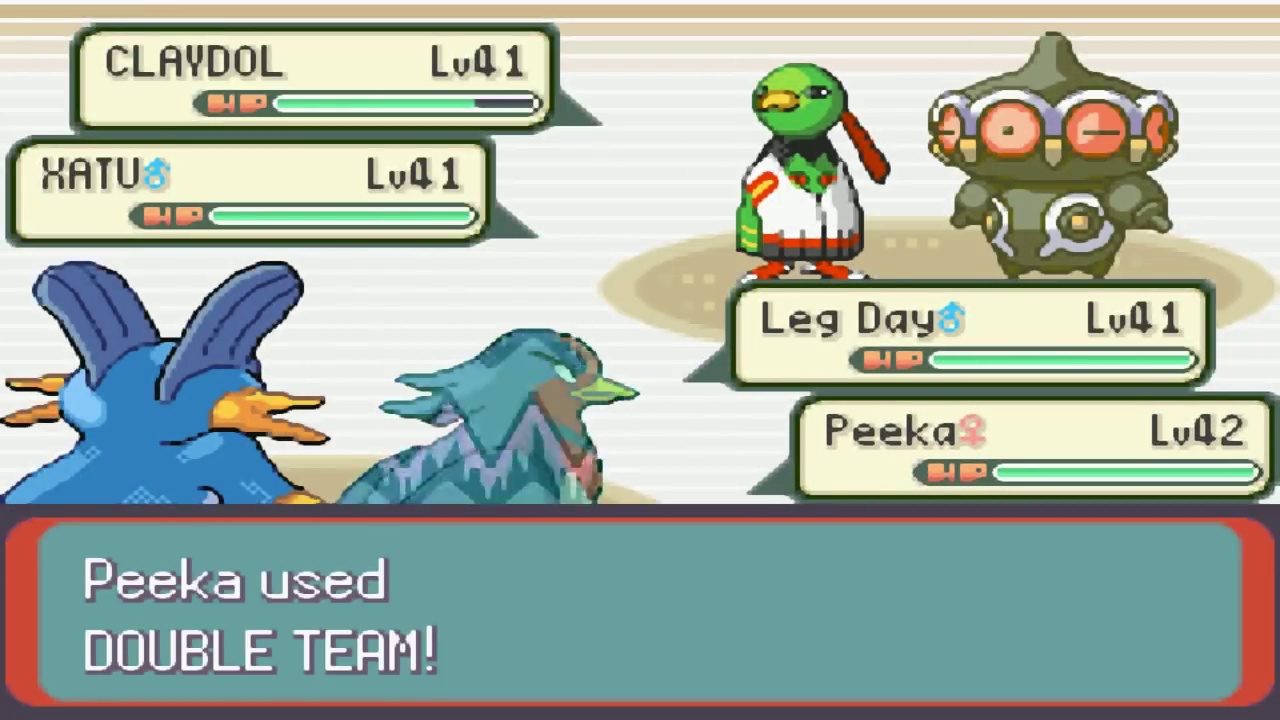 CLAYDOL Lv41
HP
XATU♂ Lv41
HP
Leg Day♂ Lv41
HP
Peeka♀ Lv42
HP
Peeka used
DOUBLE TEAM!